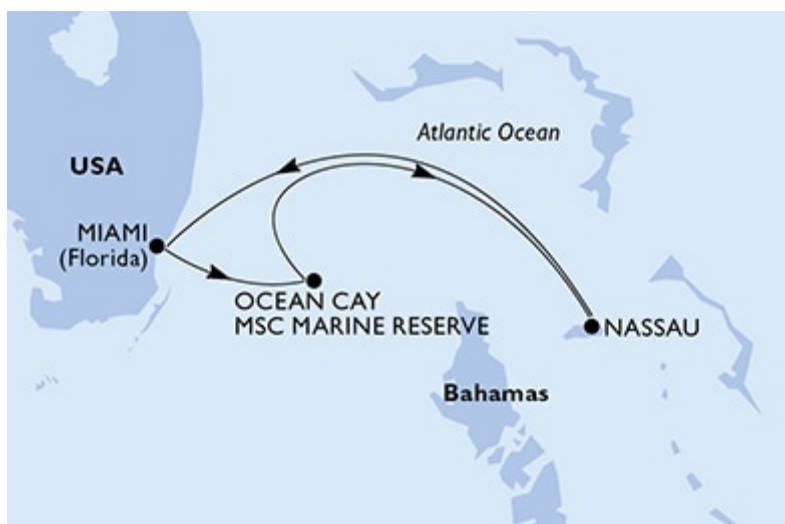 Atlantic Ocean
USA
MIAMI
(Florida)
OCEAN CAY
MSC MARINE RESERVE
NASSAU
Bahamas